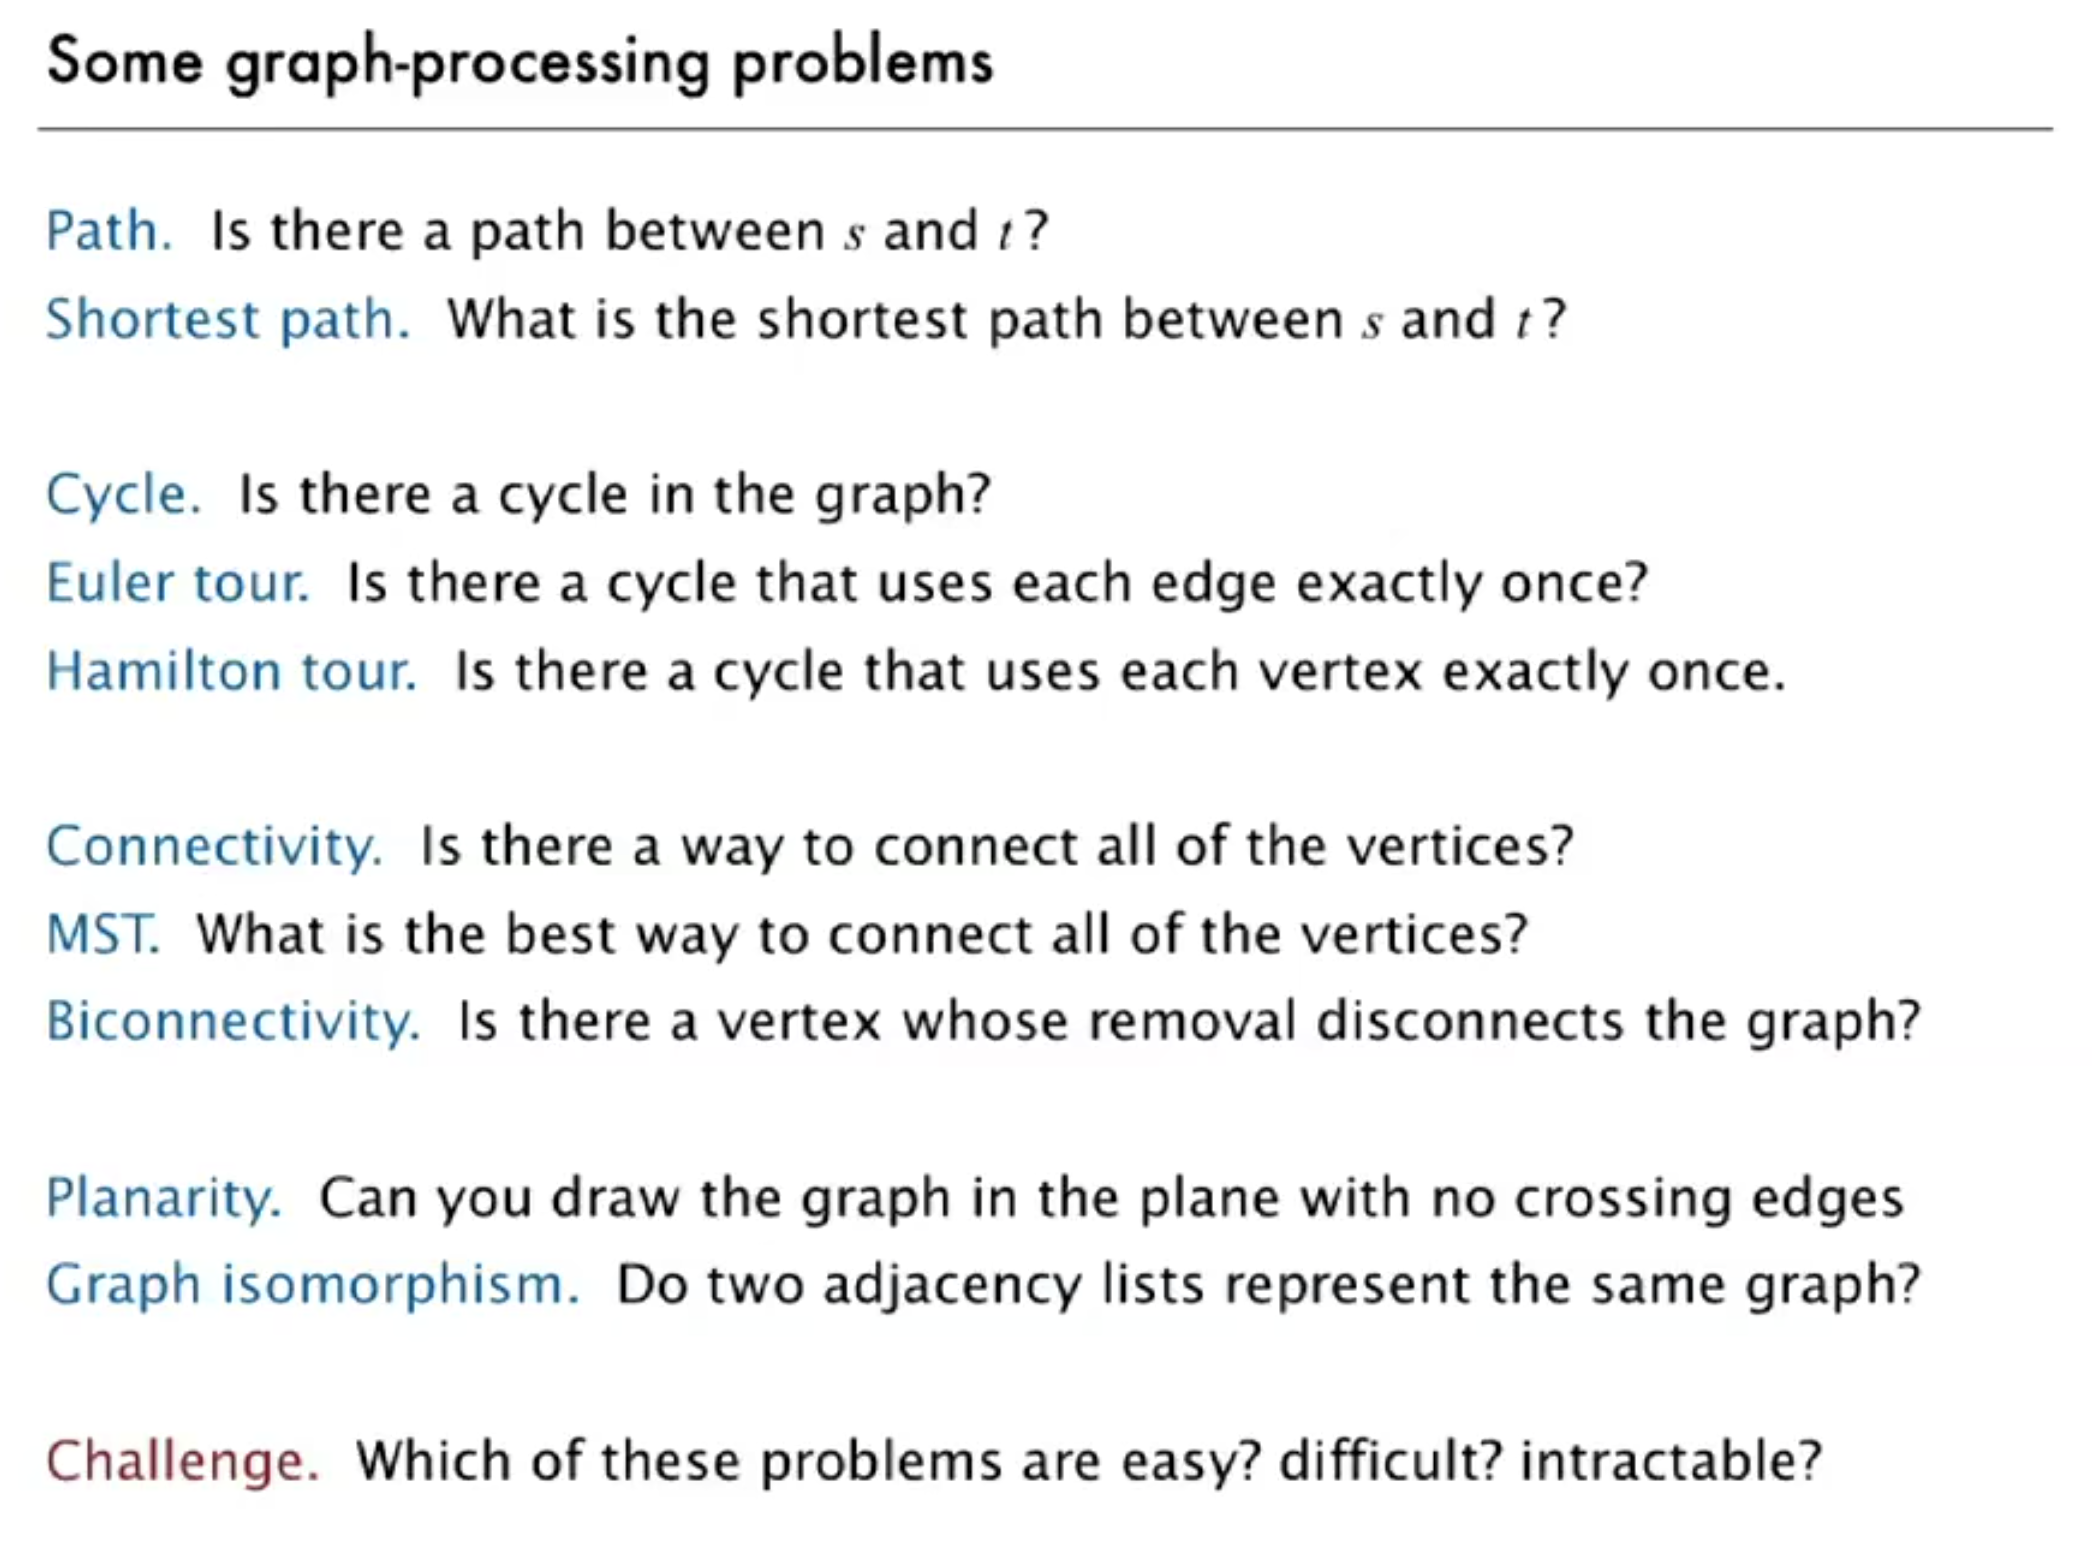 Some graph-processing problems
Path. Is there a path between s and t ?
Shortest path. What is the shortest path between s and t ?
Cycle. Is there a cycle in the graph?
Euler tour. Is there a cycle that uses each edge exactly once?
Hamilton tour. Is there a cycle that uses each vertex exactly once.
Connectivity. Is there a way to connect all of the vertices?
MST. What is the best way to connect all of the vertices?
Biconnectivity. Is there a vertex whose removal disconnects the graph?
Planarity. Can you draw the graph in the plane with no crossing edges
Graph isomorphism. Do two adjacency lists represent the same graph?
Challenge. Which of these problems are easy? difficult? intractable?